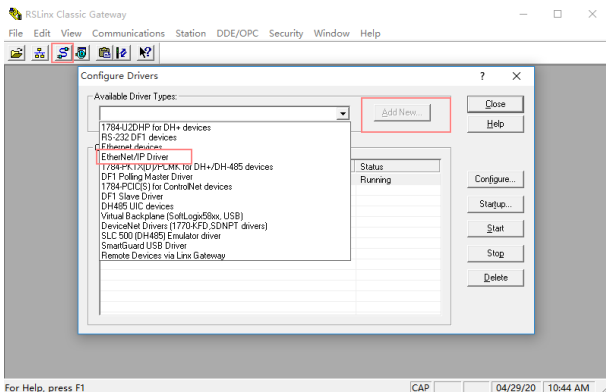 RSLinx Classic Gateway
File Edit View Communications Station DDE/OPC Security Window Help
Configure Drivers
? 
Available Driver Types:
Add New...
Close
Help
1784-U2DHP for DH+ devices
RS-232 DF1 devices
Ethernet devices
EtherNet/IP Driver
1784-PKTX(D)/PCMK for DH+/DH-485 devices
DF1 Polling Master Driver
1784-PCIC(S) for ControlNet devices
DF1 Slave Driver
DH485 UIC devices
Virtual Backplane (SoftLogix58xx, USB)
DeviceNet Drivers (1770-KFD,SDNPT drivers)
SLC 500 (DH485) Emulator driver
SmartGuard USB Driver
Remote Devices via Linx Gateway
Status
Running
Configure...
Startup...
Start
Stop
Delete
For Help, press F1
CAP
04/29/20
10:44 AM